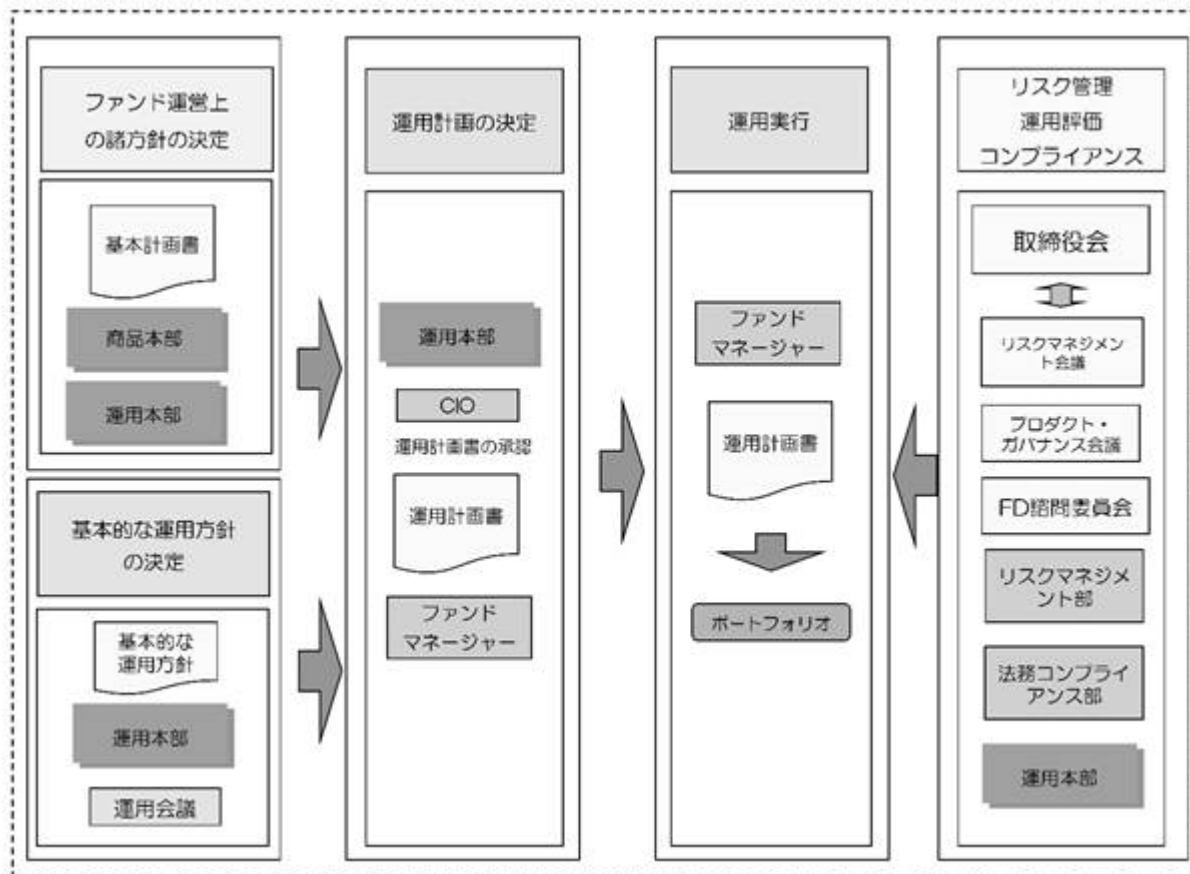 ファンド運営上
の諸方針の決定
基本計画書
商品本部
運用本部
基本的な運用方針
の決定
基本的な
運用方針
運用本部
運用会議
運用計画の決定
運用本部
CIO
運用計画書の承認
運用計画書
ファンド
マネージャー
運用実行
ファンド
マネージャー
運用計画書
ポートフォリオ
リスク管理
運用評価
コンプライアンス
取締役会
リスクマネジメン
ト会議
プロダクト・
ガバナンス会議
FD諮問委員会
リスクマネジメ
ント部
法務コンプライ
アンス部
運用本部